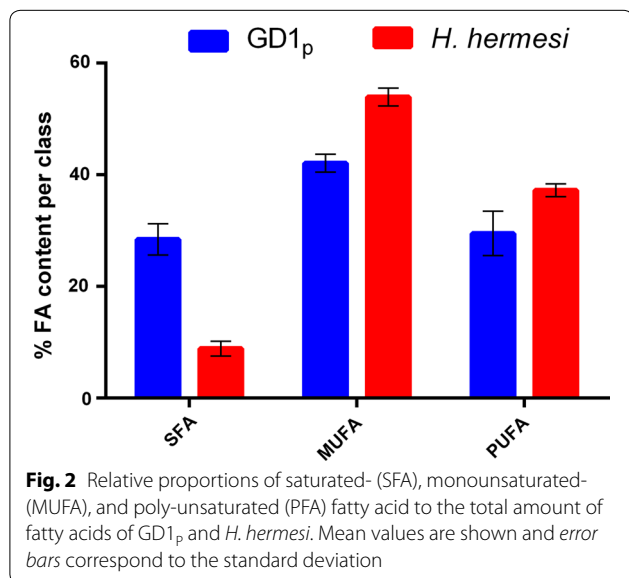 GD1p H. hermesi
60
40
20
0
% FA content per class
SFA MUFA PUFA
Fig. 2 Relative proportions of saturated- (SFA), monounsaturated-
(MUFA), and poly-unsaturated (PFA) fatty acid to the total amount of
fatty acids of GD1p and H. hermesi. Mean values are shown and error
bars correspond to the standard deviation